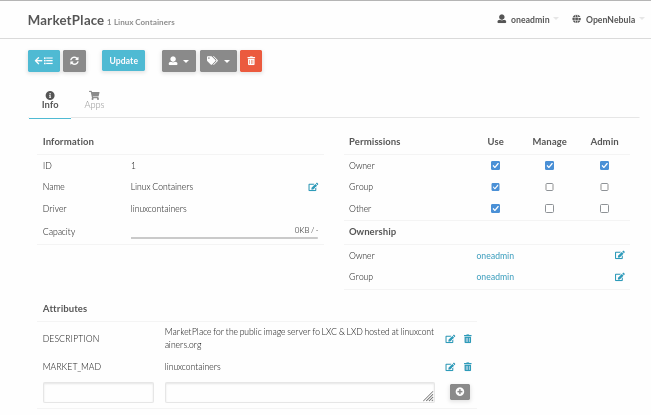 MarketPlace 1 Linux Containers
oneadmin
OpenNebula
Update
Info
Apps
Information
ID 1
Name Linux Containers
Driver linuxcontainers
Capacity 0KB / -
Permissions Use Manage Admin
Owner
Group
Other
Ownership
Owner oneadmin
Group oneadmin
Attributes
DESCRIPTION MarketPlace for the public image server fo LXC & LXD hosted at linuxcont
ainers.org
MARKET_MAD linuxcontainers